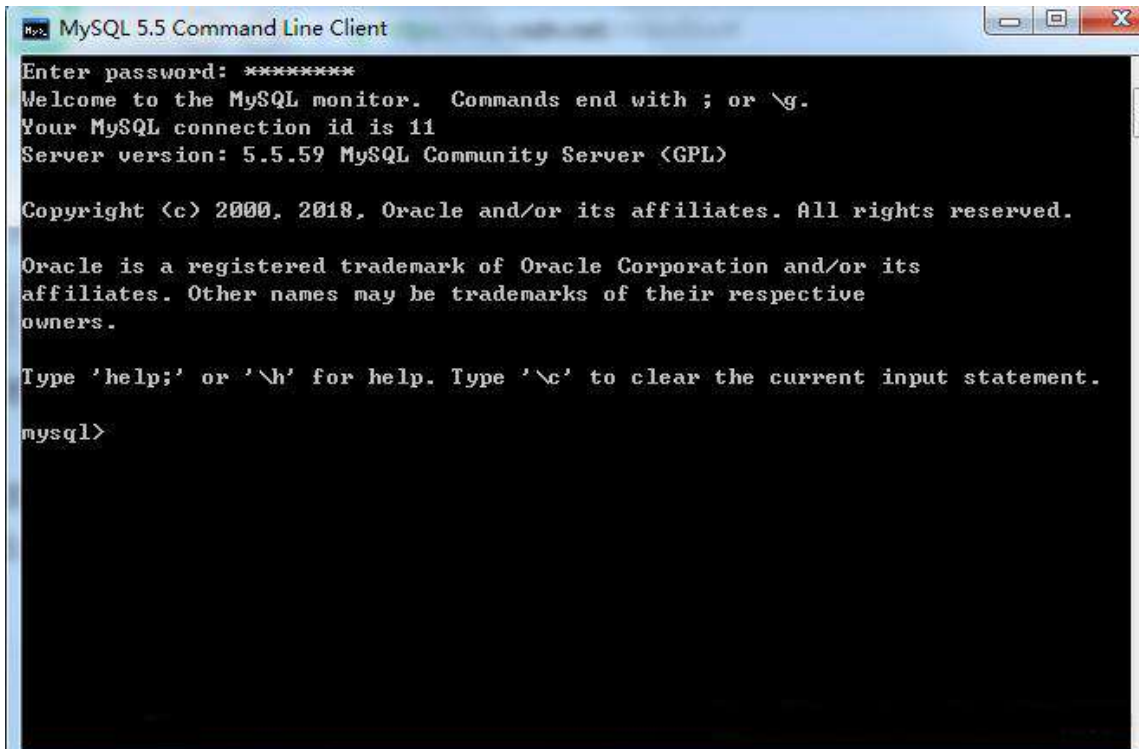 MySQL 5.5 Command Line Client
Enter password: ********
Welcome to the MySQL monitor.  Commands end with ; or \g.
Your MySQL connection id is 11
Server version: 5.5.59 MySQL Community Server (GPL)
Copyright (c) 2000, 2018, Oracle and/or its affiliates. All rights reserved.
Oracle is a registered trademark of Oracle Corporation and/or its
affiliates. Other names may be trademarks of their respective
owners.
Type 'help;' or '\h' for help. Type '\c' to clear the current input statement.
mysql>